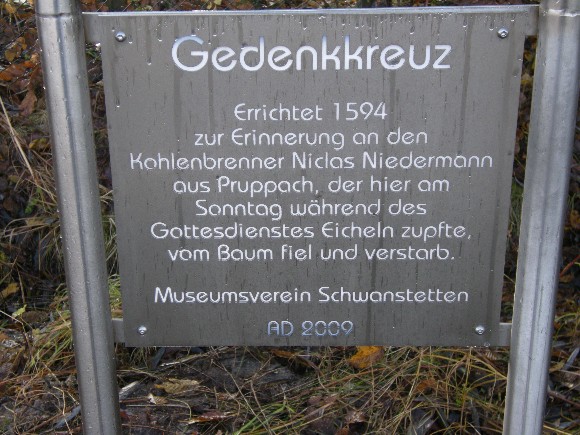 Gedenkkreuz
Errichtet 1594
zur Erinnerung an den
Kohlenbrenner Niclas Niedermann
aus Pruppach, der hier am
Sonntag während des
Gottesdienstes Eicheln zupfte,
vom Baum fiel und verstarb.
Museumsverein Schwanstetten
AD 2009